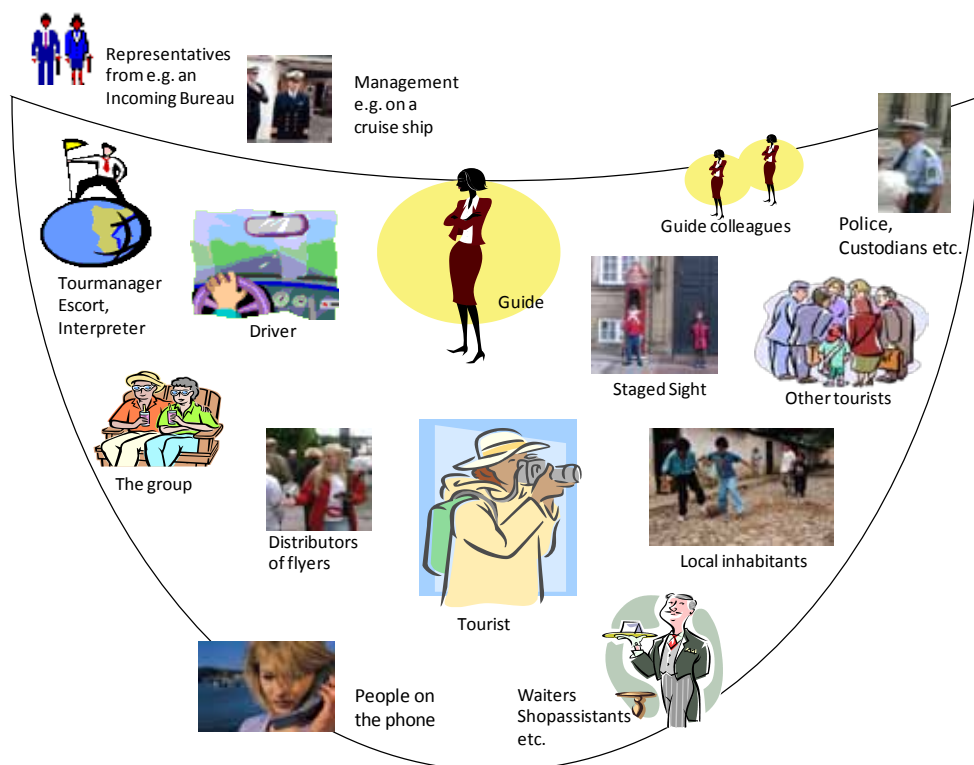 Representatives
from e.g. an
Incoming Bureau
Management
e.g. on a
cruise ship
Guide colleagues
Police,
Custodians etc.
Tourmanager
Escort,
Interpreter
Driver
Guide
Staged Sight
Other tourists
The group
Distributors
of flyers
Local inhabitants
Tourist
People on
the phone
Waiters
Shopassistants
etc.